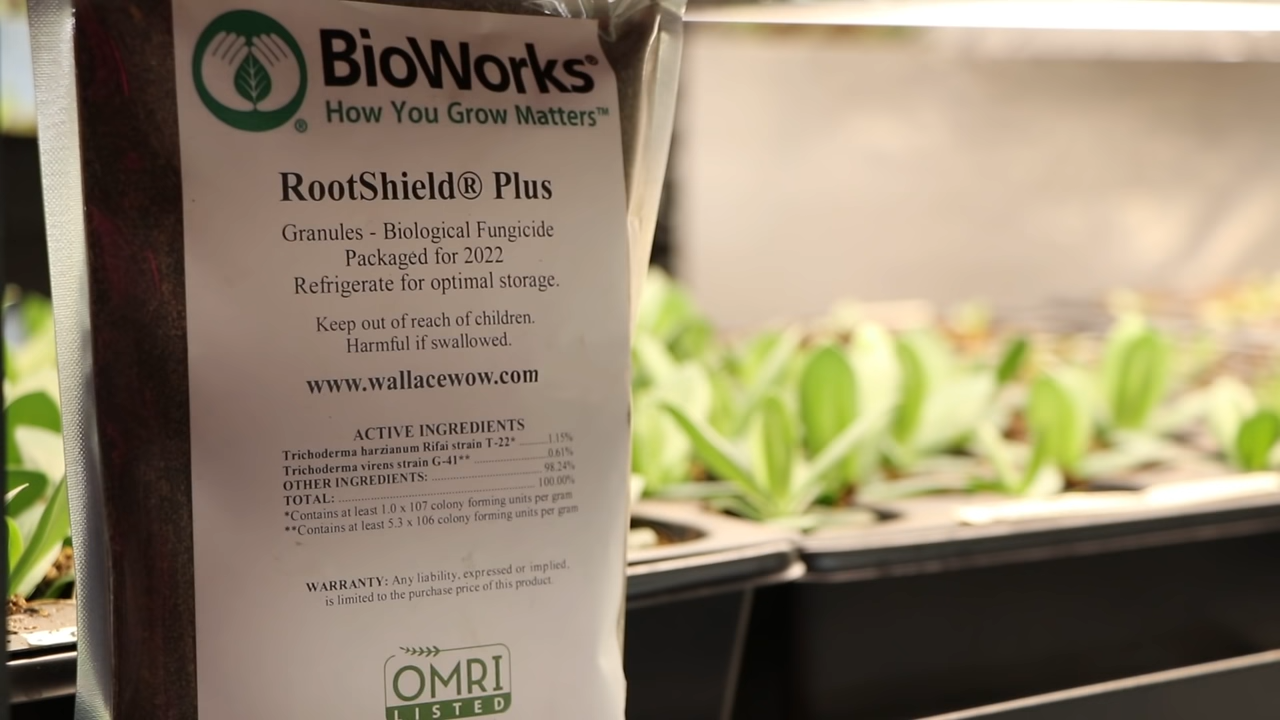 BioWorks®
®
How You Grow Matters™
RootShield® Plus
Granules - Biological Fungicide
Packaged for 2022
Refrigerate for optimal storage.
Keep out of reach of children.
Harmful if swallowed.
www.wallacewow.com
ACTIVE INGREDIENTS
Trichoderma harzianum Rifai strain T-22* ..........1.15%
Trichoderma virens strain G-41** ..........0.61%
OTHER INGREDIENTS: ..........98.24%
TOTAL: ..........100.00%
*Contains at least 1.0 x 107 colony forming units per gram
**Contains at least 5.3 x 106 colony forming units per gram
WARRANTY: Any liability, expressed or implied,
is limited to the purchase price of this product.
OMRI
LISTED